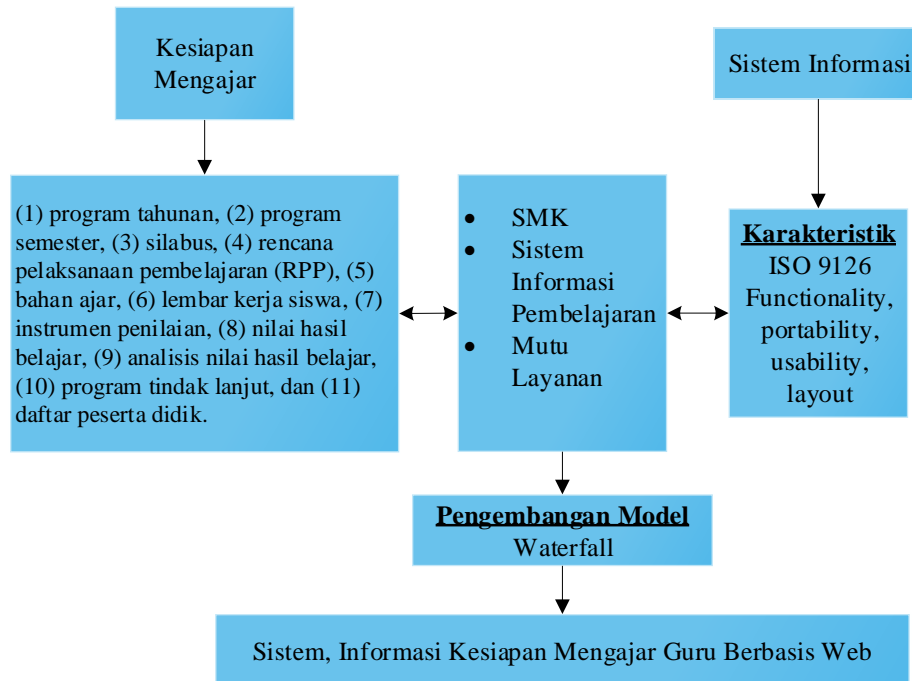 Kesiapan
Mengajar
Sistem Informasi
(1) program tahunan, (2) program
semester, (3) silabus, (4) rencana
pelaksanaan pembelajaran (RPP), (5)
bahan ajar, (6) lembar kerja siswa, (7)
instrumen penilaian, (8) nilai hasil
belajar, (9) analisis nilai hasil belajar,
(10) program tindak lanjut, dan (11)
daftar peserta didik.
• SMK
• Sistem
Informasi
Pembelajaran
• Mutu
Layanan
Karakteristik
ISO 9126
Functionality,
portability,
usability,
layout
Pengembangan Model
Waterfall
Sistem, Informasi Kesiapan Mengajar Guru Berbasis Web